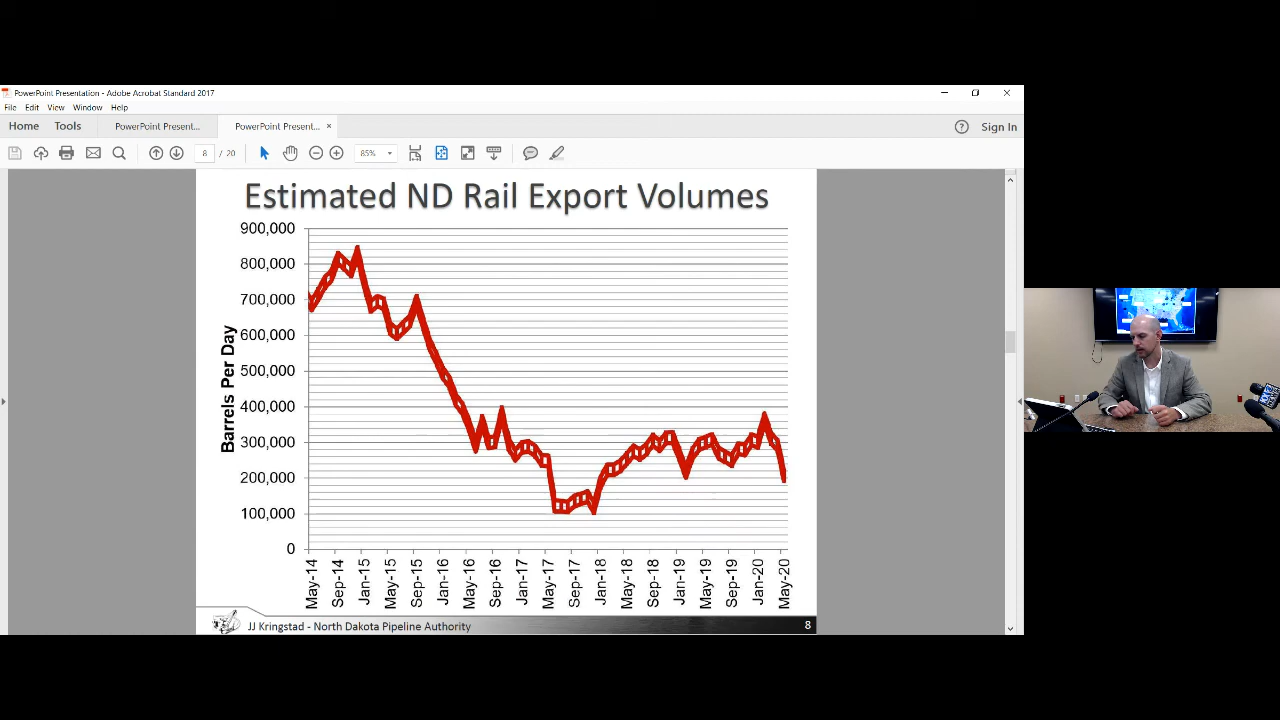 PowerPoint Presentation - Adobe Acrobat Standard 2017
File Edit View Window Help
Home Tools PowerPoint Present... PowerPoint Present... × Sign In
8 / 20 85%
Estimated ND Rail Export Volumes
900,000
800,000
700,000
600,000
500,000
400,000
300,000
200,000
100,000
0
Barrels Per Day
May-14 Sep-14 Jan-15 May-15 Sep-15 Jan-16 May-16 Sep-16 Jan-17 May-17 Sep-17 Jan-18 May-18 Sep-18 Jan-19 May-19 Sep-19 Jan-20 May-20
JJ Kringstad - North Dakota Pipeline Authority 8